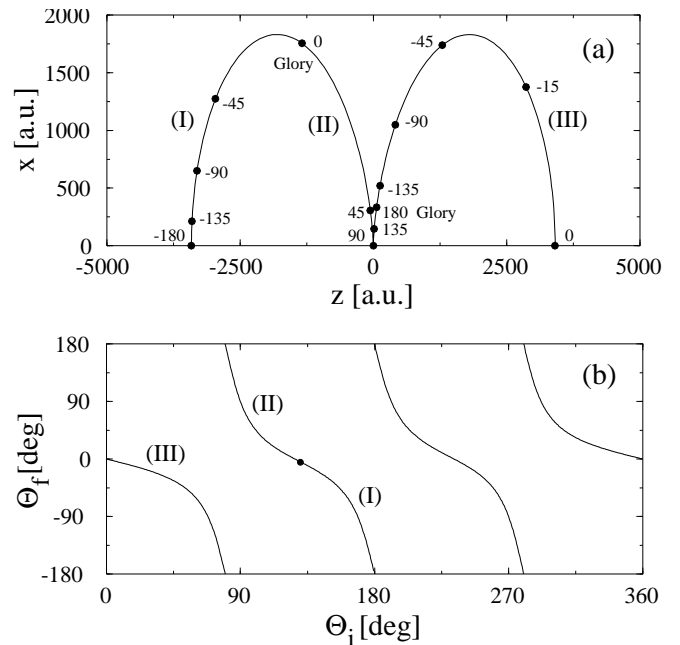 2000
(a)
0
-45
Glory
1500
-15
(I)
-45
(II)
(III)
x [a.u.]
1000
-90
-90
500
-135
-135
45
180 Glory
-180
90
135
0
0
-5000
-2500
0
2500
5000
z [a.u.]
180
(b)
90
(II)
(III)
Θf [deg]
0
(I)
-90
-180
0
90
180
270
360
Θi [deg]